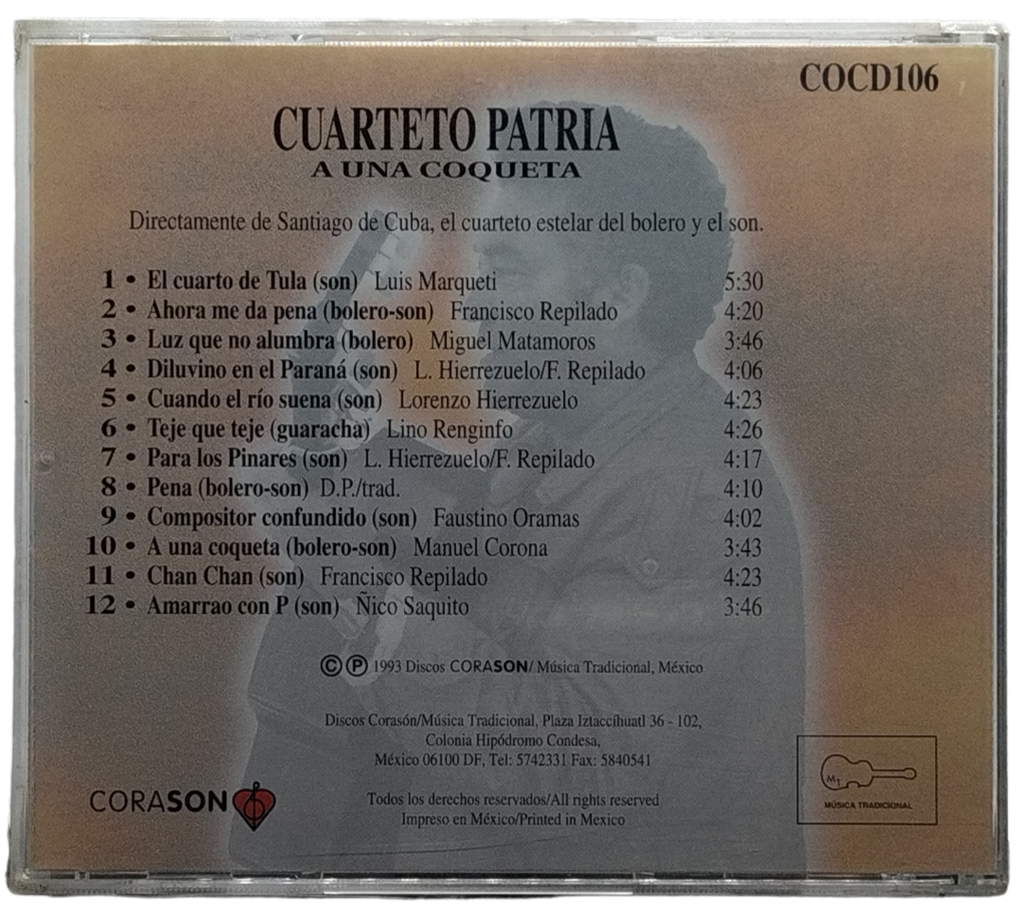 COCD106
CUARTETO PATRIA
A UNA COQUETA
Directamente de Santiago de Cuba, el cuarteto estelar del bolero y el son.
1 • El cuarto de Tula (son) Luis Marqueti 5:30
2 • Ahora me da pena (bolero-son) Francisco Repilado 4:20
3 • Luz que no alumbra (bolero) Miguel Matamoros 3:46
4 • Diluvino en el Paraná (son) L. Hierrezuelo/F. Repilado 4:06
5 • Cuando el río suena (son) Lorenzo Hierrezuelo 4:23
6 • Teje que teje (guaracha) Lino Renginfo 4:26
7 • Para los Pinares (son) L. Hierrezuelo/F. Repilado 4:17
8 • Pena (bolero-son) D.P./trad. 4:10
9 • Compositor confundido (son) Faustino Oramas 4:02
10 • A una coqueta (bolero-son) Manuel Corona 3:43
11 • Chan Chan (son) Francisco Repilado 4:23
12 • Amarrao con P (son) Ñico Saquito 3:46
© ℗ 1993 Discos CORASON/ Música Tradicional, México
Discos Corasón/Música Tradicional, Plaza Iztaccíhuatl 36 - 102,
Colonia Hipódromo Condesa,
México 06100 DF, Tel: 5742331 Fax: 5840541
CORASON
Todos los derechos reservados/All rights reserved
Impreso en México/Printed in Mexico
MT
MÚSICA TRADICIONAL